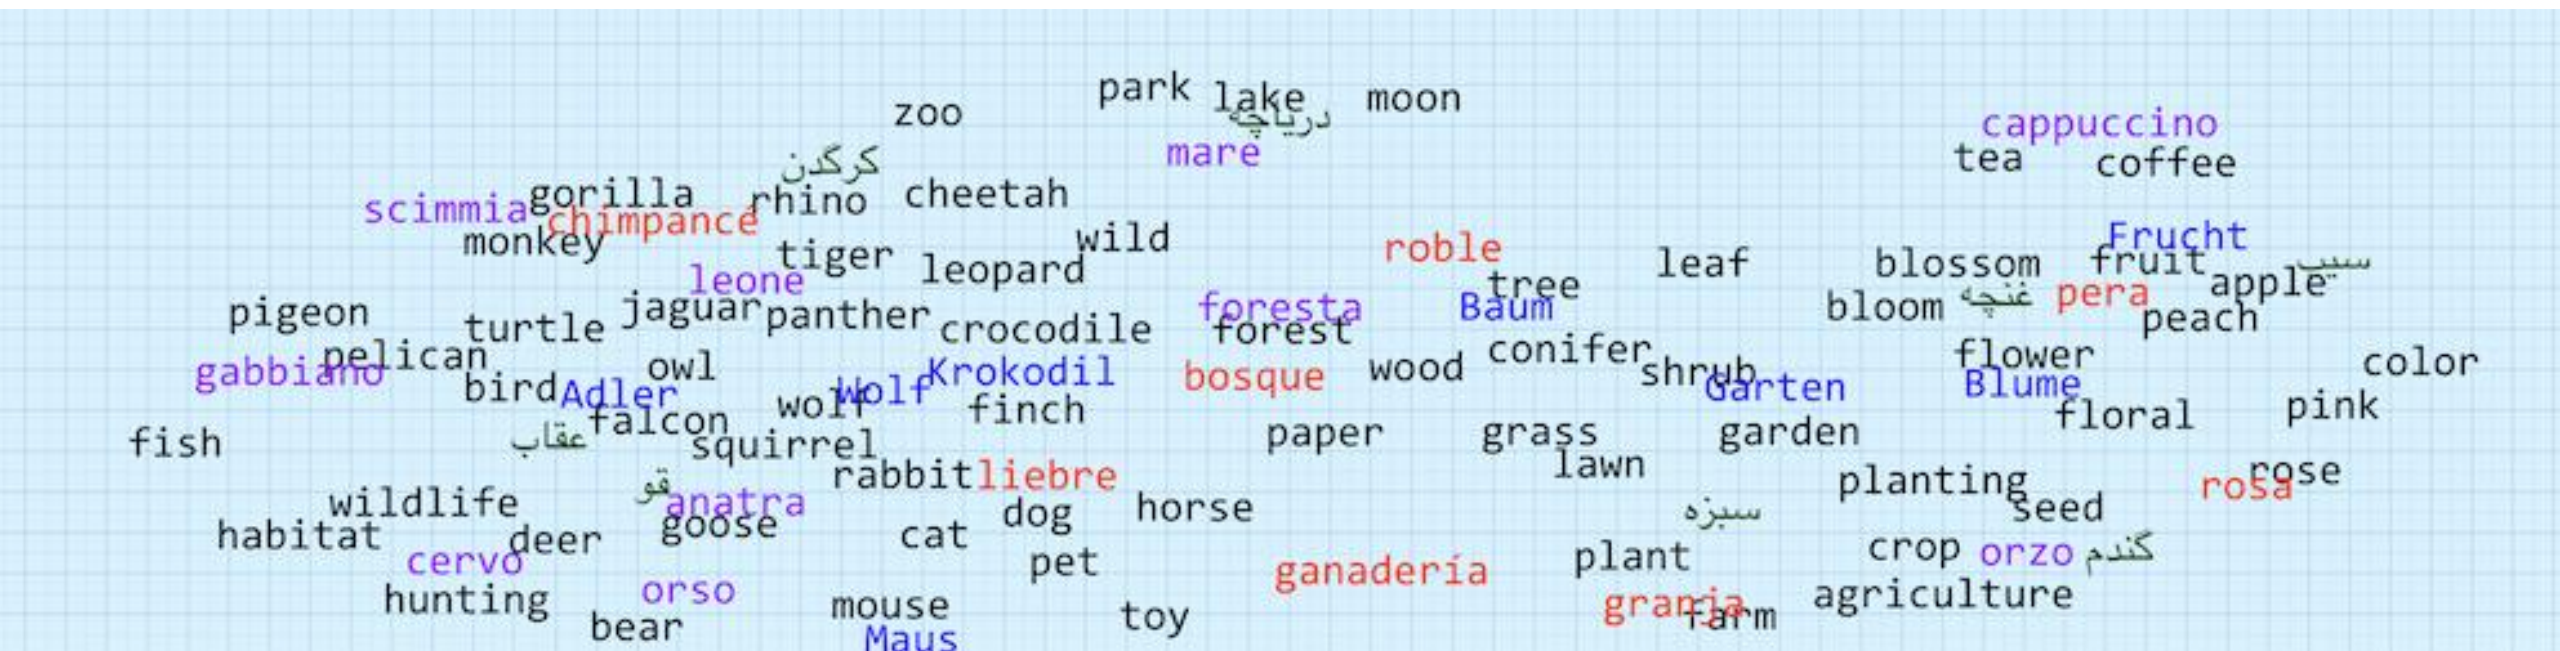 park lake moon
zoo دریاچه cappuccino
mare tea coffee
کرگدن
scimmia gorilla rhino cheetah
chimpancé
monkey tiger wild roble Frucht
leone leopard tree leaf blossom fruit apple سیب
pigeon turtle jaguar panther crocodile foresta Baum bloom غنچه pera peach
forest
pelican owl conifer flower color
gabbiano bird Adler wolf Wolf Krokodil bosque wood shrub Garten Blume
falcon finch floral pink
fish عقاب squirrel paper grass garden
rabbit liebre lawn planting rosa rose
wildlife قو anatra dog horse سبزه seed
habitat deer goose cat
cervo pet ganadería plant crop orzo گندم
hunting orso mouse toy granja farm agriculture
bear Maus